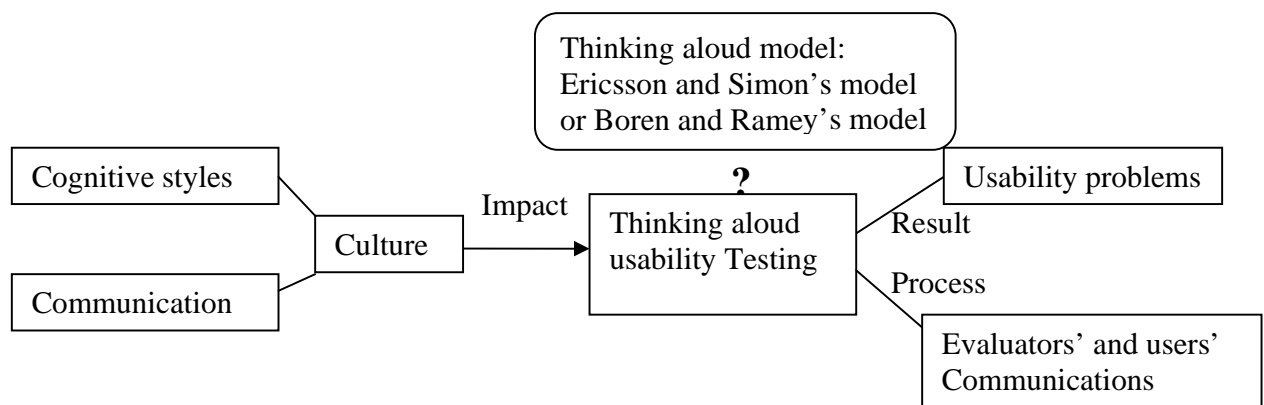 Thinking aloud model:
Ericsson and Simon’s model
or Boren and Ramey’s model
Cognitive styles
?
Usability problems
Impact
Thinking aloud
usability Testing
Result
Culture
Communication
Process
Evaluators’ and users’
Communications